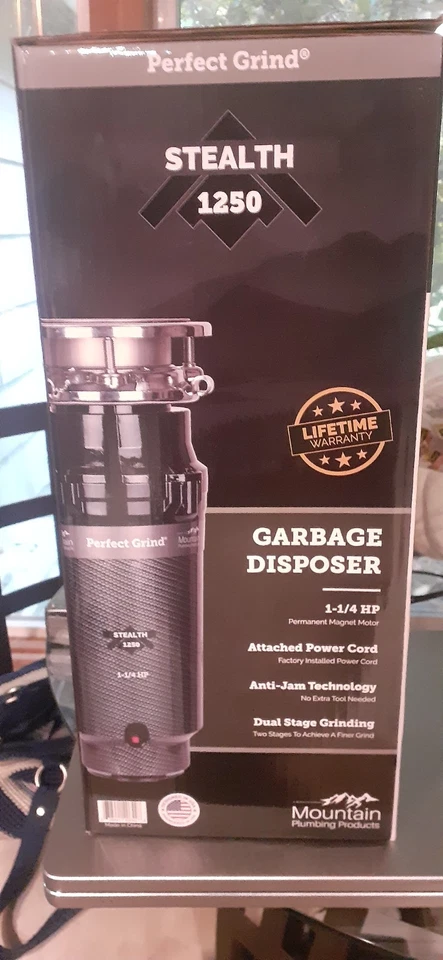 Perfect Grind®
STEALTH
1250
LIFETIME
WARRANTY
Perfect Grind®
Mountain
STEALTH
1250
1-1/4 HP
GARBAGE
DISPOSER
1-1/4 HP
Permanent Magnet Motor
Attached Power Cord
Factory Installed Power Cord
Anti-Jam Technology
No Extra Tool Needed
Dual Stage Grinding
Two Stages To Achieve A Finer Grind
Made in China
Mountain
Plumbing Products